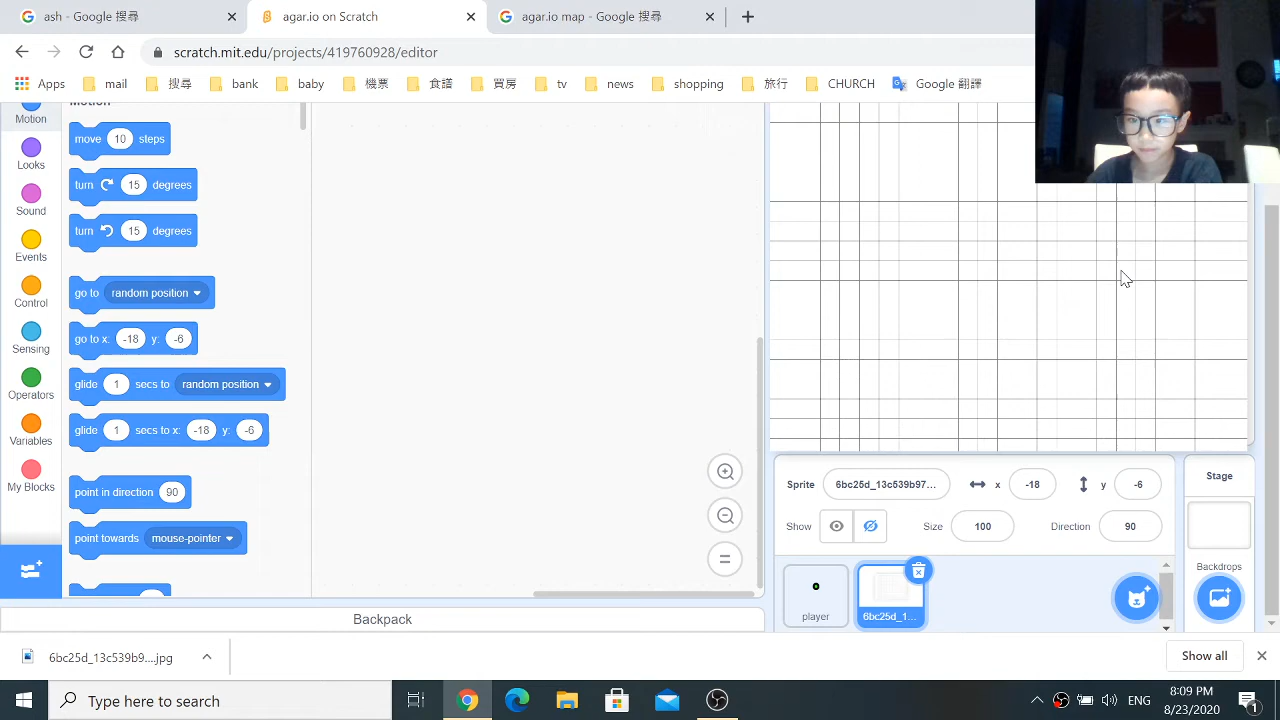 ash - Google 搜尋
agar.io on Scratch
agar.io map - Google 搜尋
scratch.mit.edu/projects/419760928/editor
Apps mail 搜尋 bank baby 機票 食譜 買房 tv news shopping 旅行 CHURCH Google 翻譯
Motion
Looks
Sound
Events
Control
Sensing
Operators
Variables
My Blocks
move 10 steps
turn 15 degrees
turn 15 degrees
go to random position
go to x: -18 y: -6
glide 1 secs to random position
glide 1 secs to x: -18 y: -6
point in direction 90
point towards mouse-pointer
Backpack
Sprite 6bc25d_13c539b97... x -18 y -6
Show Size 100 Direction 90
player
6bc25d_1...
Stage
Backdrops
6bc25d_13c539b9....jpg
Show all
Type here to search
ENG
8:09 PM
8/23/2020
1